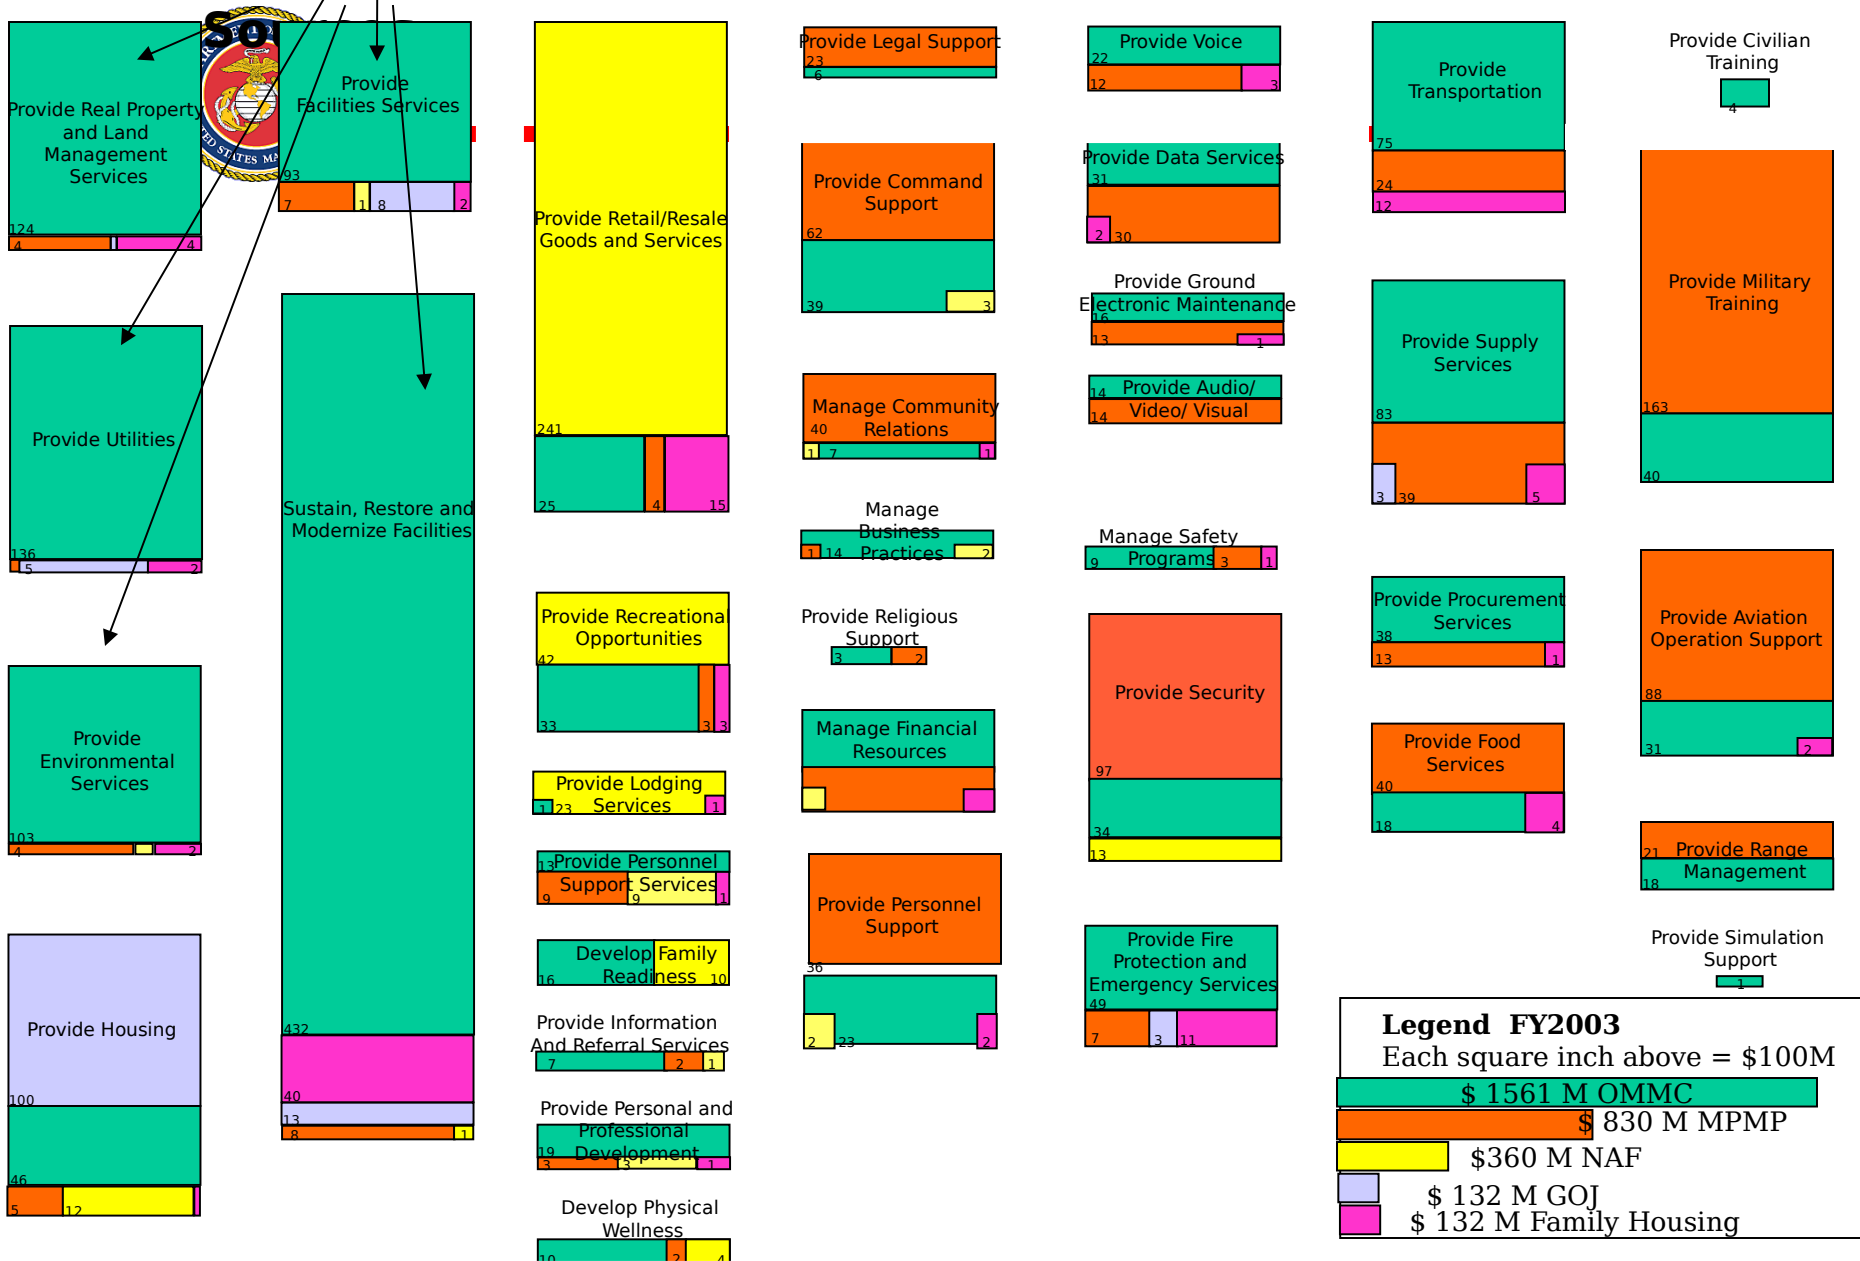 So
Provide Real Property
and Land
Management
Services
124
4
4
Provide
Facilities Services
93
7
1
8
2
Provide Utilities
136
5
2
Provide
Environmental
Services
103
4
2
Provide Housing
100
46
5
12
Sustain, Restore and
Modernize Facilities
432
40
13
8
1
Provide Retail/Resale
Goods and Services
241
25
4
15
Provide Recreational
Opportunities
42
33
3
3
Provide Lodging
Services
1
23
1
Provide Personnel
Support Services
13
9
9
1
Develop Family
Readiness
16
10
Provide Information
And Referral Services
7
2
1
Provide Personal and
Professional
Development
19
3
3
1
Develop Physical
Wellness
10
2
4
Provide Legal Support
23
6
Provide Command
Support
62
39
3
Manage Community
Relations
40
1
7
1
Manage
Business
Practices
1
14
2
Provide Religious
Support
3
2
Manage Financial
Resources
Provide Personnel
Support
36
2
23
2
Provide Voice
22
12
3
Provide Data Services
31
2
30
Provide Ground
Electronic Maintenance
16
13
1
Provide Audio/
Video/ Visual
14
14
Manage Safety
Programs
9
3
1
Provide Security
97
34
13
Provide Fire
Protection and
Emergency Services
49
7
3
11
Provide
Transportation
75
24
12
Provide Supply
Services
83
3
39
5
Provide Procurement
Services
38
13
1
Provide Food
Services
40
18
4
Provide Civilian
Training
4
Provide Military
Training
163
40
Provide Aviation
Operation Support
88
31
2
Provide Range
Management
21
18
Provide Simulation
Support
1
Legend FY2003
Each square inch above = $100M
$ 1561 M OMMC
$ 830 M MPMP
$360 M NAF
$ 132 M GOJ
$ 132 M Family Housing